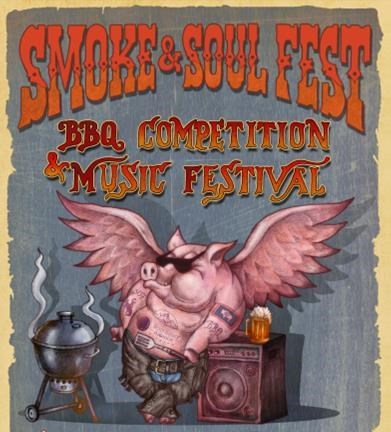 SMOKE & SOUL FEST
BBQ COMPETITION
& MUSIC FESTIVAL